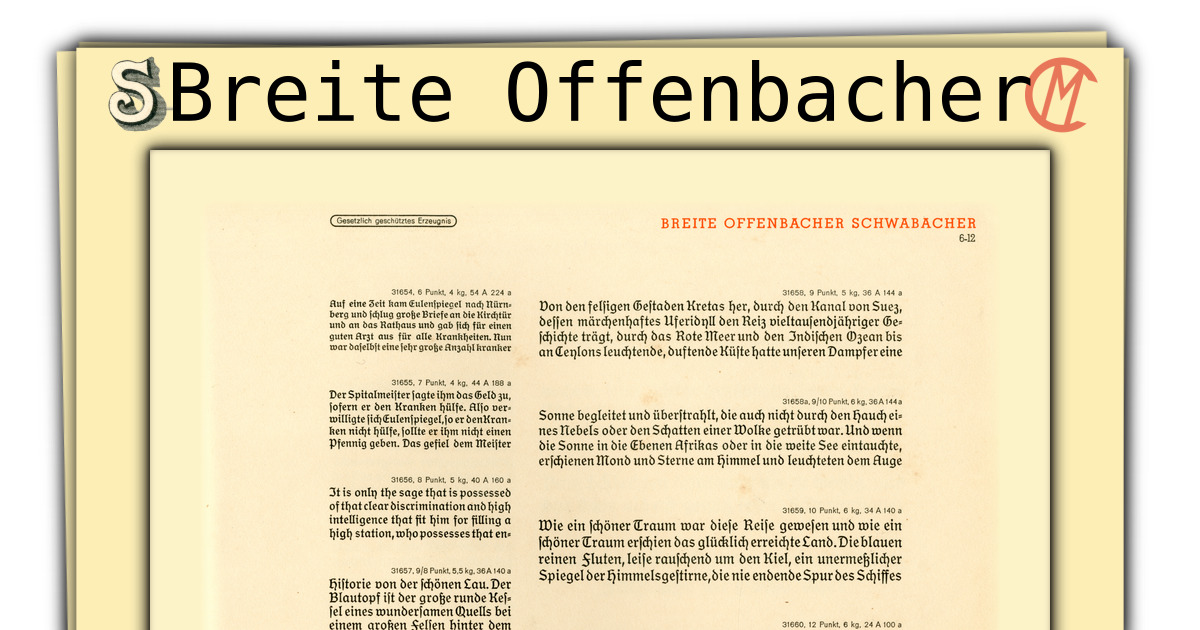 Breite Offenbacher
Gesetzlich geschütztes Erzeugnis
BREITE OFFENBACHER SCHWABACHER
6-12
31654, 6 Punkt, 4 kg, 54 A 224 a
Auf eine Zeit kam Eulenſpiegel nach Nürn-
berg und ſchlug große Briefe an die Kirchtür
und an das Rathaus und gab ſich für einen
guten Arzt aus für alle Krankheiten. Nun
war daſelbſt eine ſehr große Anzahl kranker
31655, 7 Punkt, 4 kg, 44 A 188 a
Der Spitalmeiſter ſagte ihm das Geld zu,
ſofern er den Kranken hülfe. Alſo ver-
willigte ſich Eulenſpiegel, ſo er den Kran-
ken nicht hülfe, ſollte er ihm nicht einen
Pfennig geben. Das gefiel dem Meiſter
31656, 8 Punkt, 5 kg, 40 A 160 a
It is only the sage that is possessed
of that clear discrimination and high
intelligence that fit him for filling a
high station, who possesses that en-
31657, 9/8 Punkt, 5,5 kg, 36 A 140 a
Hiſtorie von der ſchönen Lau. Der
Blautopf iſt der große runde Keſ-
ſel eines wunderſamen Quells bei
einem großen Felſen hinter dem
31658, 9 Punkt, 5 kg, 36 A 144 a
Von den felſigen Geſtaden Kretas her, durch den Kanal von Suez,
deſſen märchenhaftes Uferidyll den Reiz vieltauſendjähriger Ge-
ſchichte trägt, durch das Rote Meer und den Indiſchen Ozean bis
an Ceylons leuchtende, duftende Küſte hatte unſeren Dampfer eine
31658a, 9/10 Punkt, 6 kg, 36 A 144 a
Sonne begleitet und überſtrahlt, die auch nicht durch den Hauch ei-
nes Nebels oder den Schatten einer Wolke getrübt war. Und wenn
die Sonne in die Ebenen Afrikas oder in die weite See eintauchte,
erſchienen Mond und Sterne am Himmel und leuchteten dem Auge
31659, 10 Punkt, 6 kg, 34 A 140 a
Wie ein ſchöner Traum war dieſe Reiſe geweſen und wie ein
ſchöner Traum erſchien das glücklich erreichte Land. Die blauen
reinen Fluten, leiſe rauſchend um den Kiel, ein unermeßlicher
Spiegel der Himmelsgeſtirne, die nie endende Spur des Schiffes
31660, 12 Punkt, 6 kg, 24 A 100 a